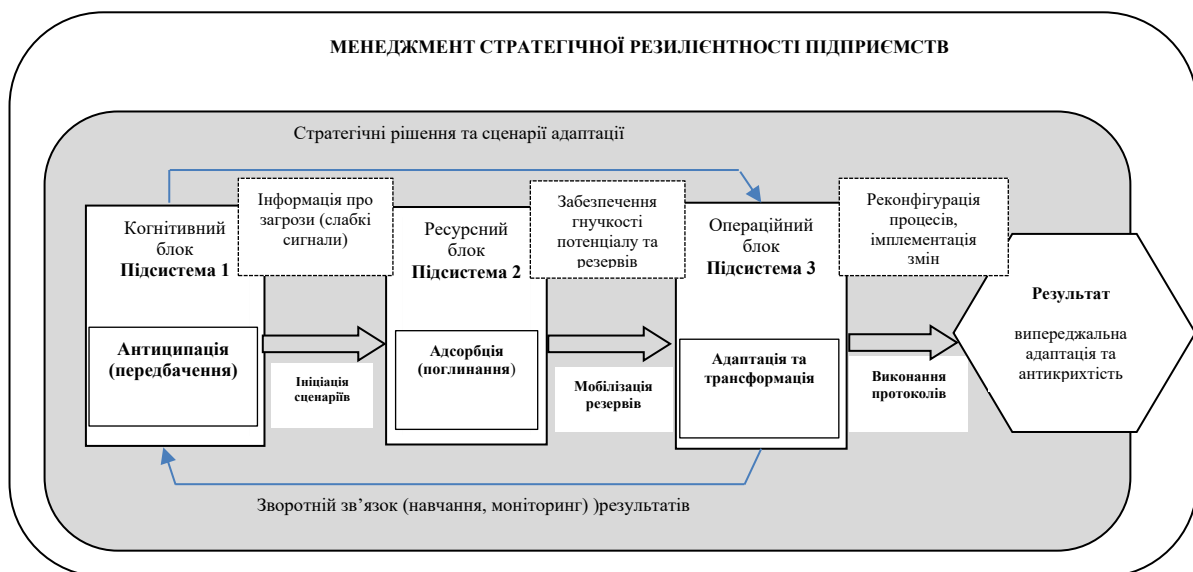 МЕНЕДЖМЕНТ СТРАТЕГІЧНОЇ РЕЗИЛІЄНТНОСТІ ПІДПРИЄМСТВ
Стратегічні рішення та сценарії адаптації
Когнітивний
блок
Підсистема 1
Антиципація
(передбачення)
Інформація про
загрози (слабкі
сигнали)
Ініціація
сценаріїв
Ресурсний
блок
Підсистема 2
Адсорбція
(поглинання)
Забезпечення
гнучкості
потенціалу та
резервів
Мобілізація
резервів
Операційний
блок
Підсистема 3
Адаптація та
трансформація
Реконфігурація
процесів,
імплементація
змін
Виконання
протоколів
Результат
випереджальна
адаптація та
антикрихтість
Зворотній зв’язок (навчання, моніторинг) )результатів